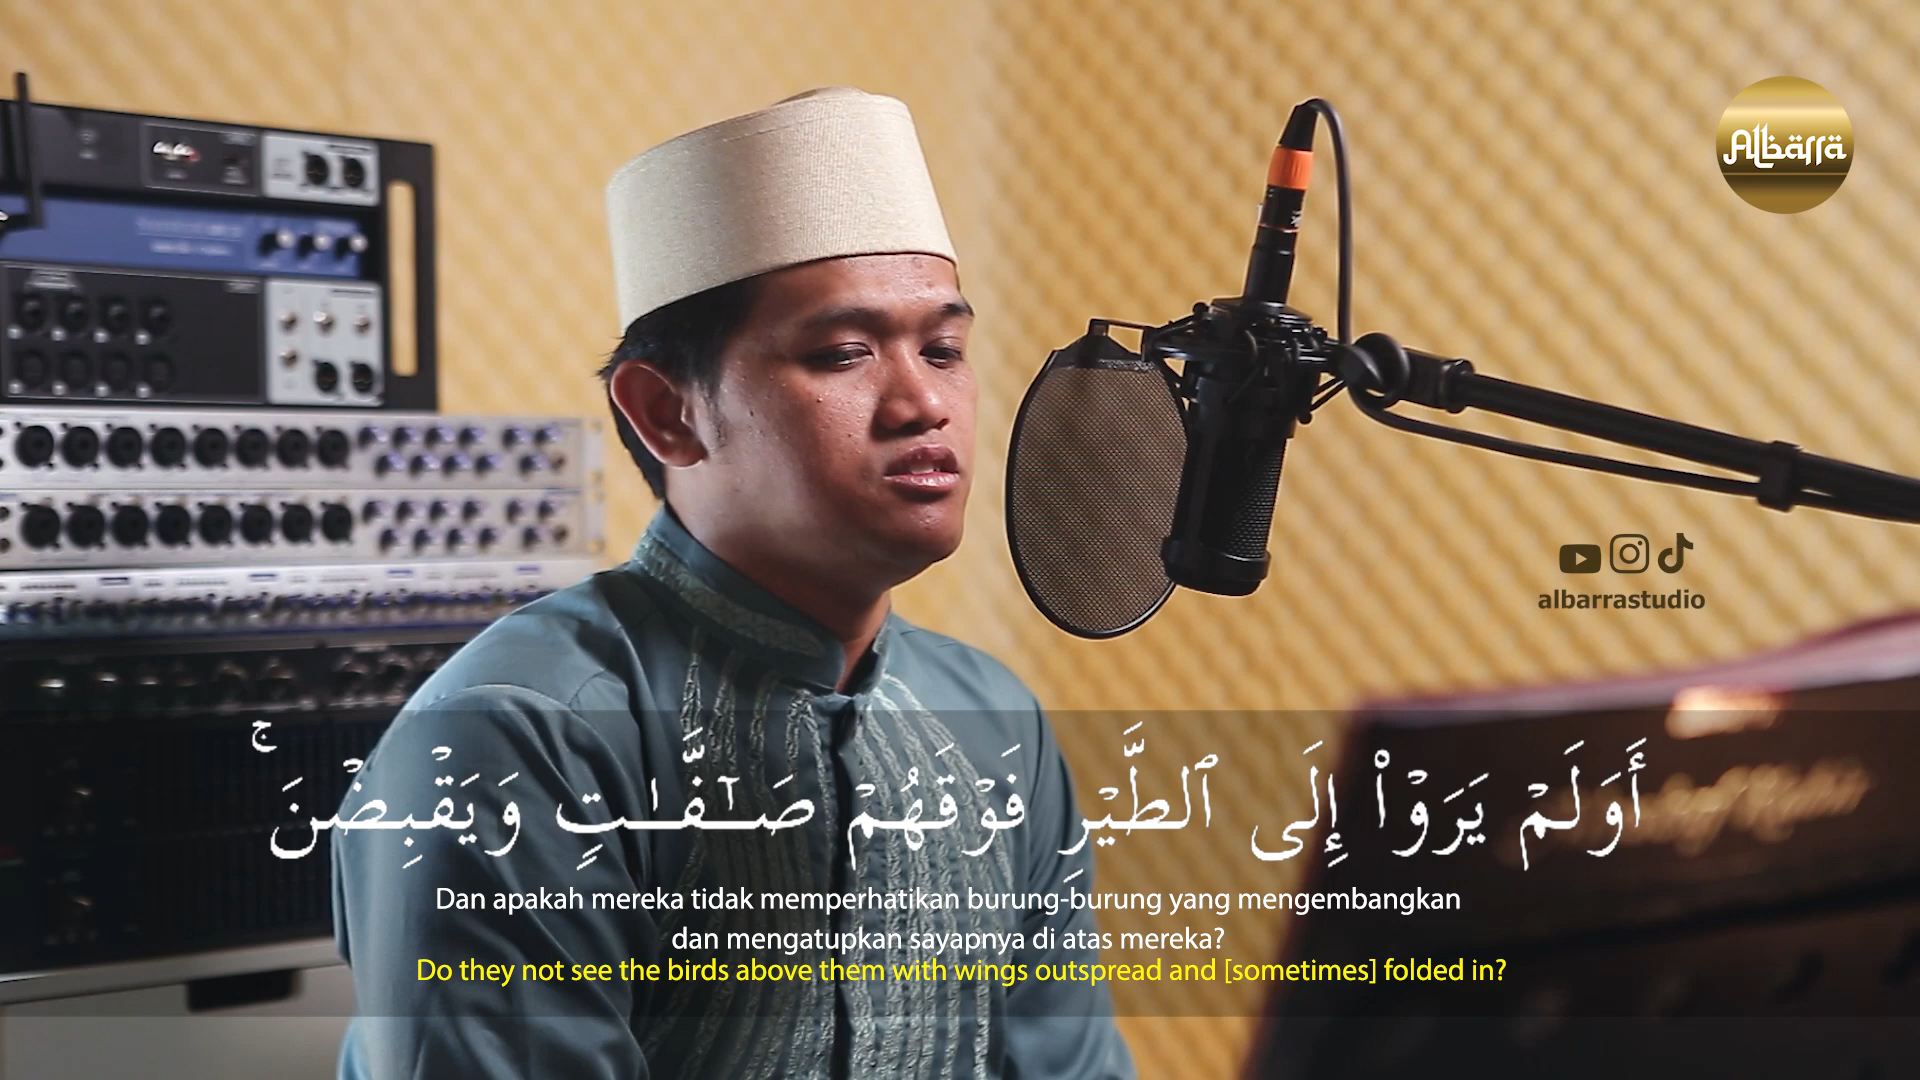 Albärrä
albarrastudio
أَوَلَمْ يَرَوْا۟ إِلَى ٱلطَّيْرِ فَوْقَهُمْ صَـٰٓفَّـٰتٍ وَيَقْبِضْنَ ۚ
Dan apakah mereka tidak memperhatikan burung-burung yang mengembangkan
dan mengatupkan sayapnya di atas mereka?
Do they not see the birds above them with wings outspread and [sometimes] folded in?